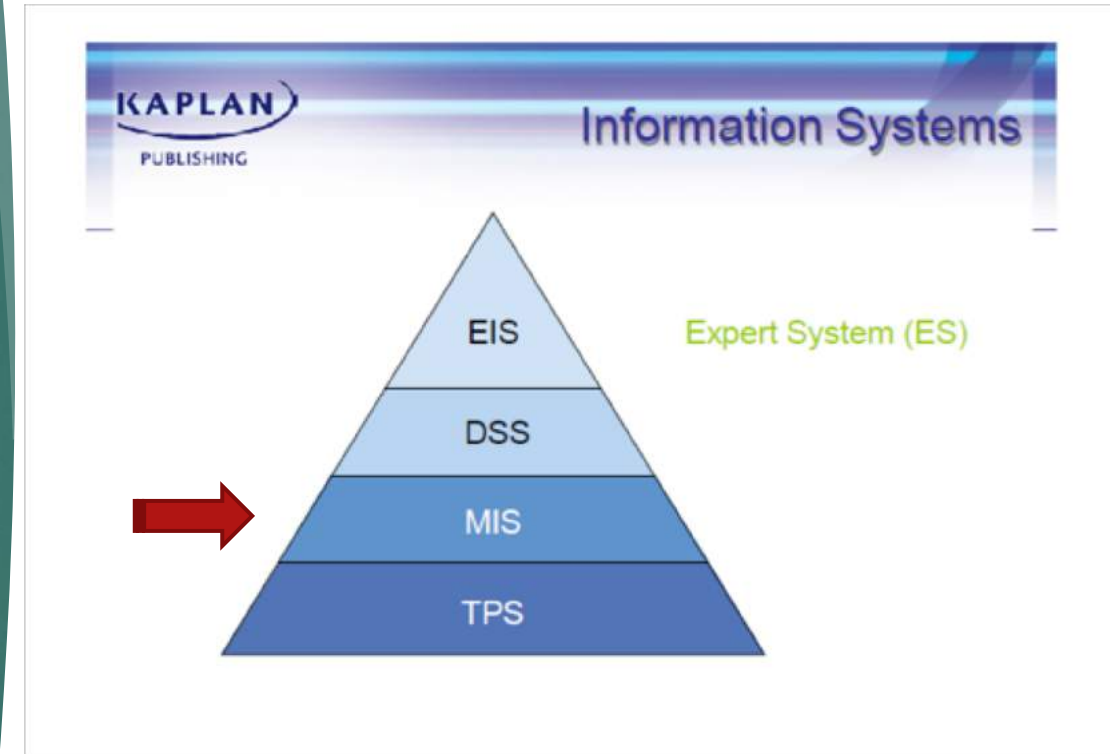 KAPLAN
PUBLISHING
Information Systems
EIS
Expert System (ES)
DSS
MIS
TPS